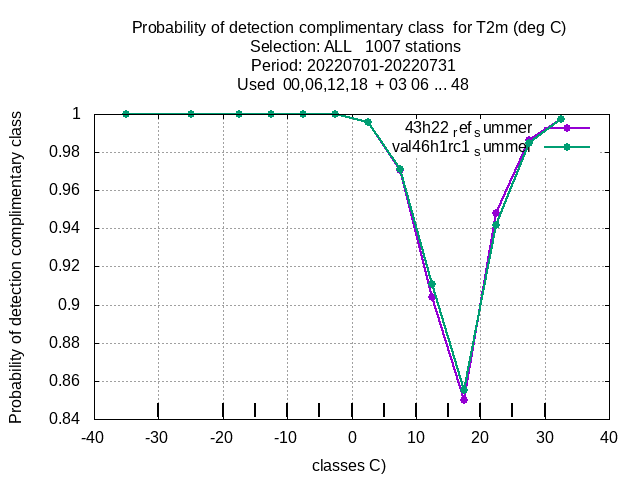 Probability of detection complimentary class for T2m (deg C)
Selection: ALL 1007 stations
Period: 20220701-20220731
Used 00,06,12,18 + 03 06 ... 48
Probability of detection complimentary class
1
0.98
0.96
0.94
0.92
0.9
0.88
0.86
0.84
43h22 ref summer
val46h1rc1 summer
-40 -30 -20 -10 0 10 20 30 40
classes C)